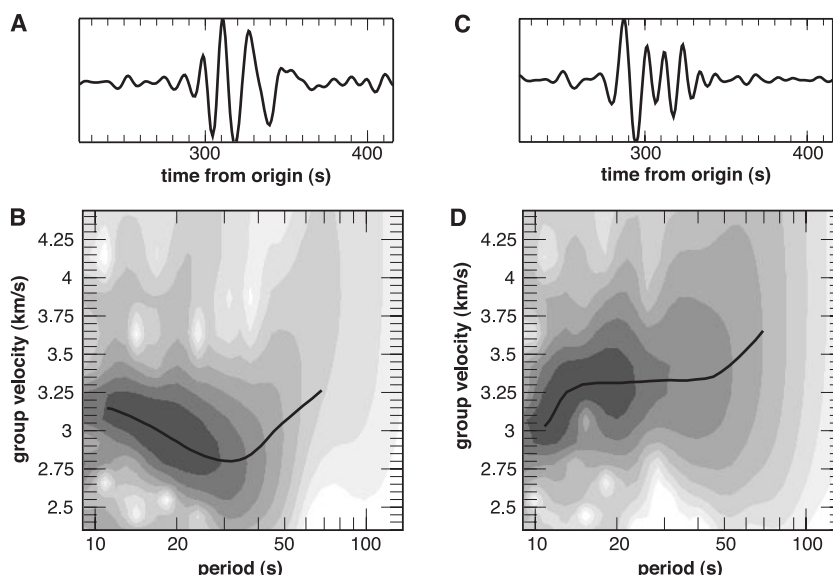 A
300
400
time from origin (s)
C
300
400
time from origin (s)
B
4.25
4
3.75
3.5
3.25
3
2.75
2.5
group velocity (km/s)
10
20
50
100
period (s)
D
4.25
4
3.75
3.5
3.25
3
2.75
2.5
group velocity (km/s)
10
20
50
100
period (s)